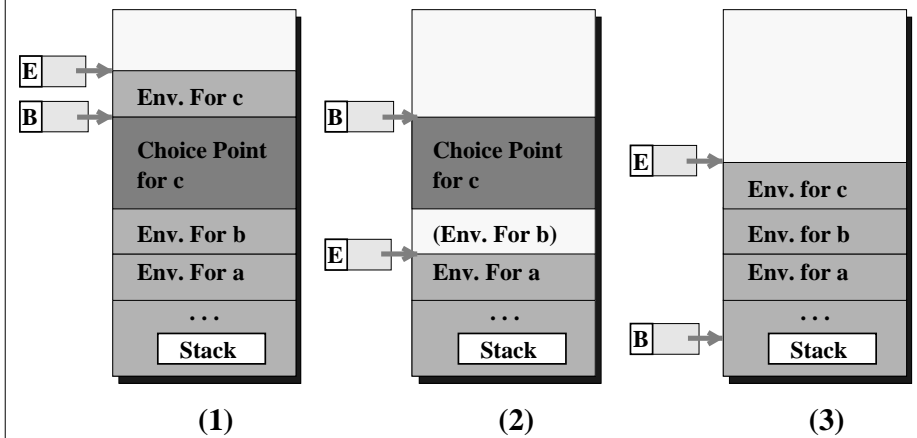 E
Env. For c
B
Choice Point
for c
Env. For b
Env. For a
. . .
Stack
(1)
B
Choice Point
for c
(Env. For b)
E
Env. For a
. . .
Stack
(2)
E
Env. for c
Env. for b
Env. for a
. . .
B
Stack
(3)